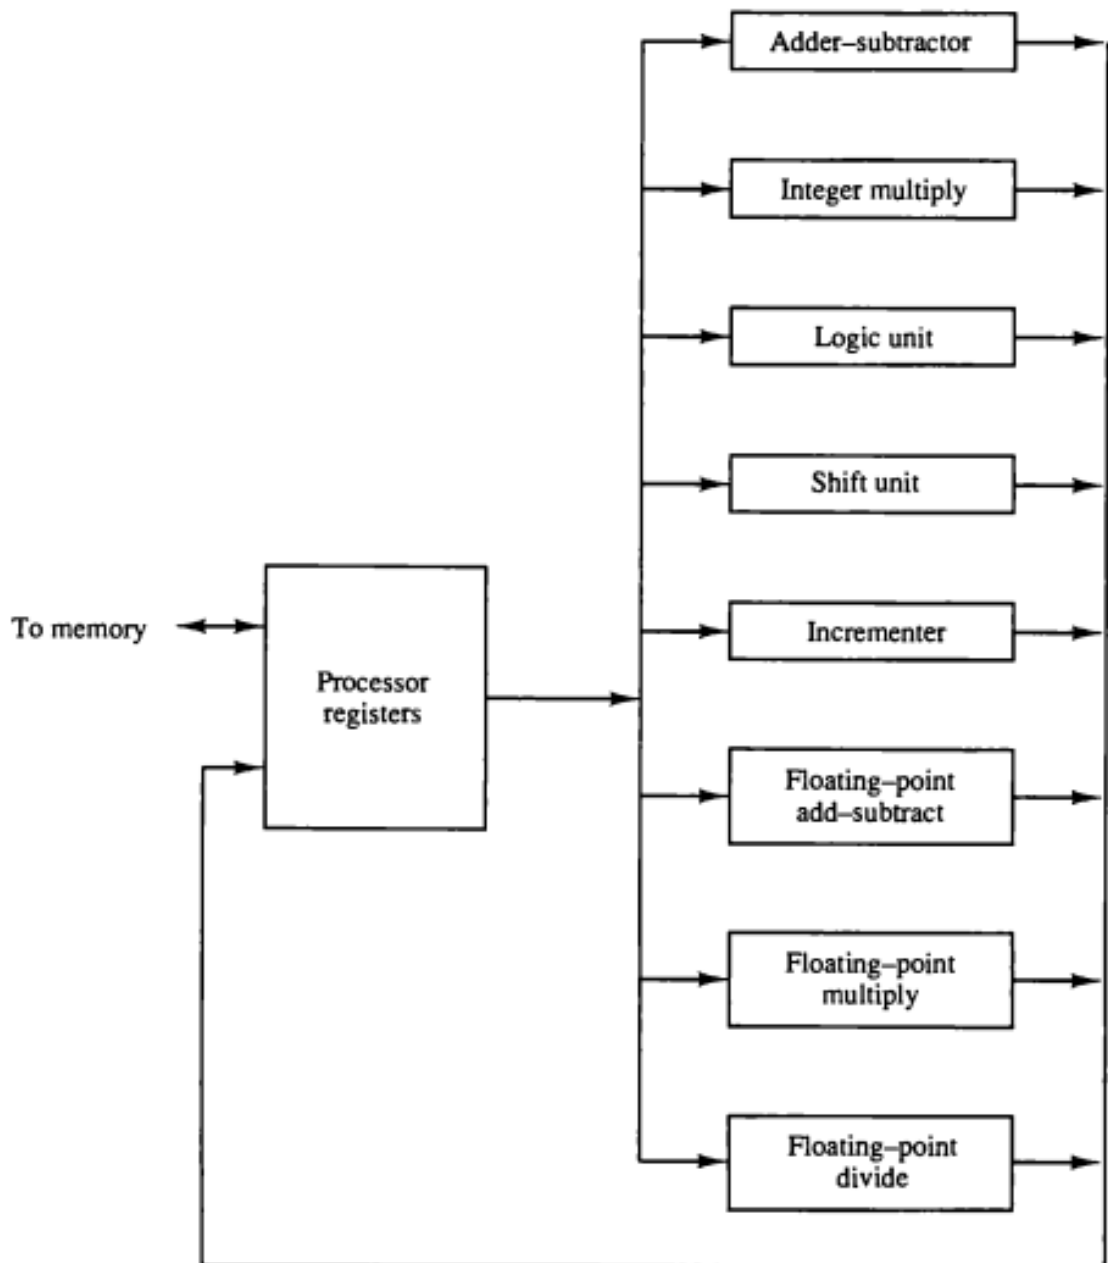 Adder–subtractor
Integer multiply
Logic unit
Shift unit
To memory
Incrementer
Processor
registers
Floating–point
add–subtract
Floating–point
multiply
Floating–point
divide